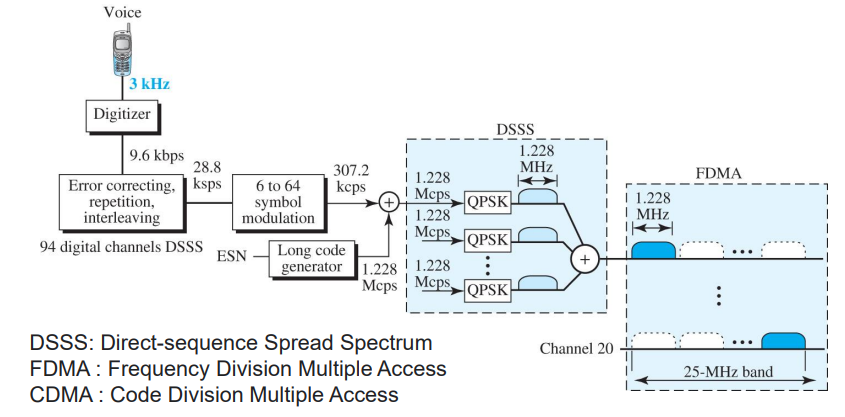 Voice
3 kHz
Digitizer
9.6 kbps
Error correcting,
repetition,
interleaving
28.8
ksps
6 to 64
symbol
modulation
307.2
kcps
+
94 digital channels DSSS
ESN
Long code
generator
1.228
Mcps
DSSS
1.228
MHz
1.228
Mcps
QPSK
1.228
Mcps
QPSK
1.228
Mcps
QPSK
+
FDMA
1.228
MHz
Channel 20
25-MHz band
DSSS: Direct-sequence Spread Spectrum
FDMA : Frequency Division Multiple Access
CDMA : Code Division Multiple Access